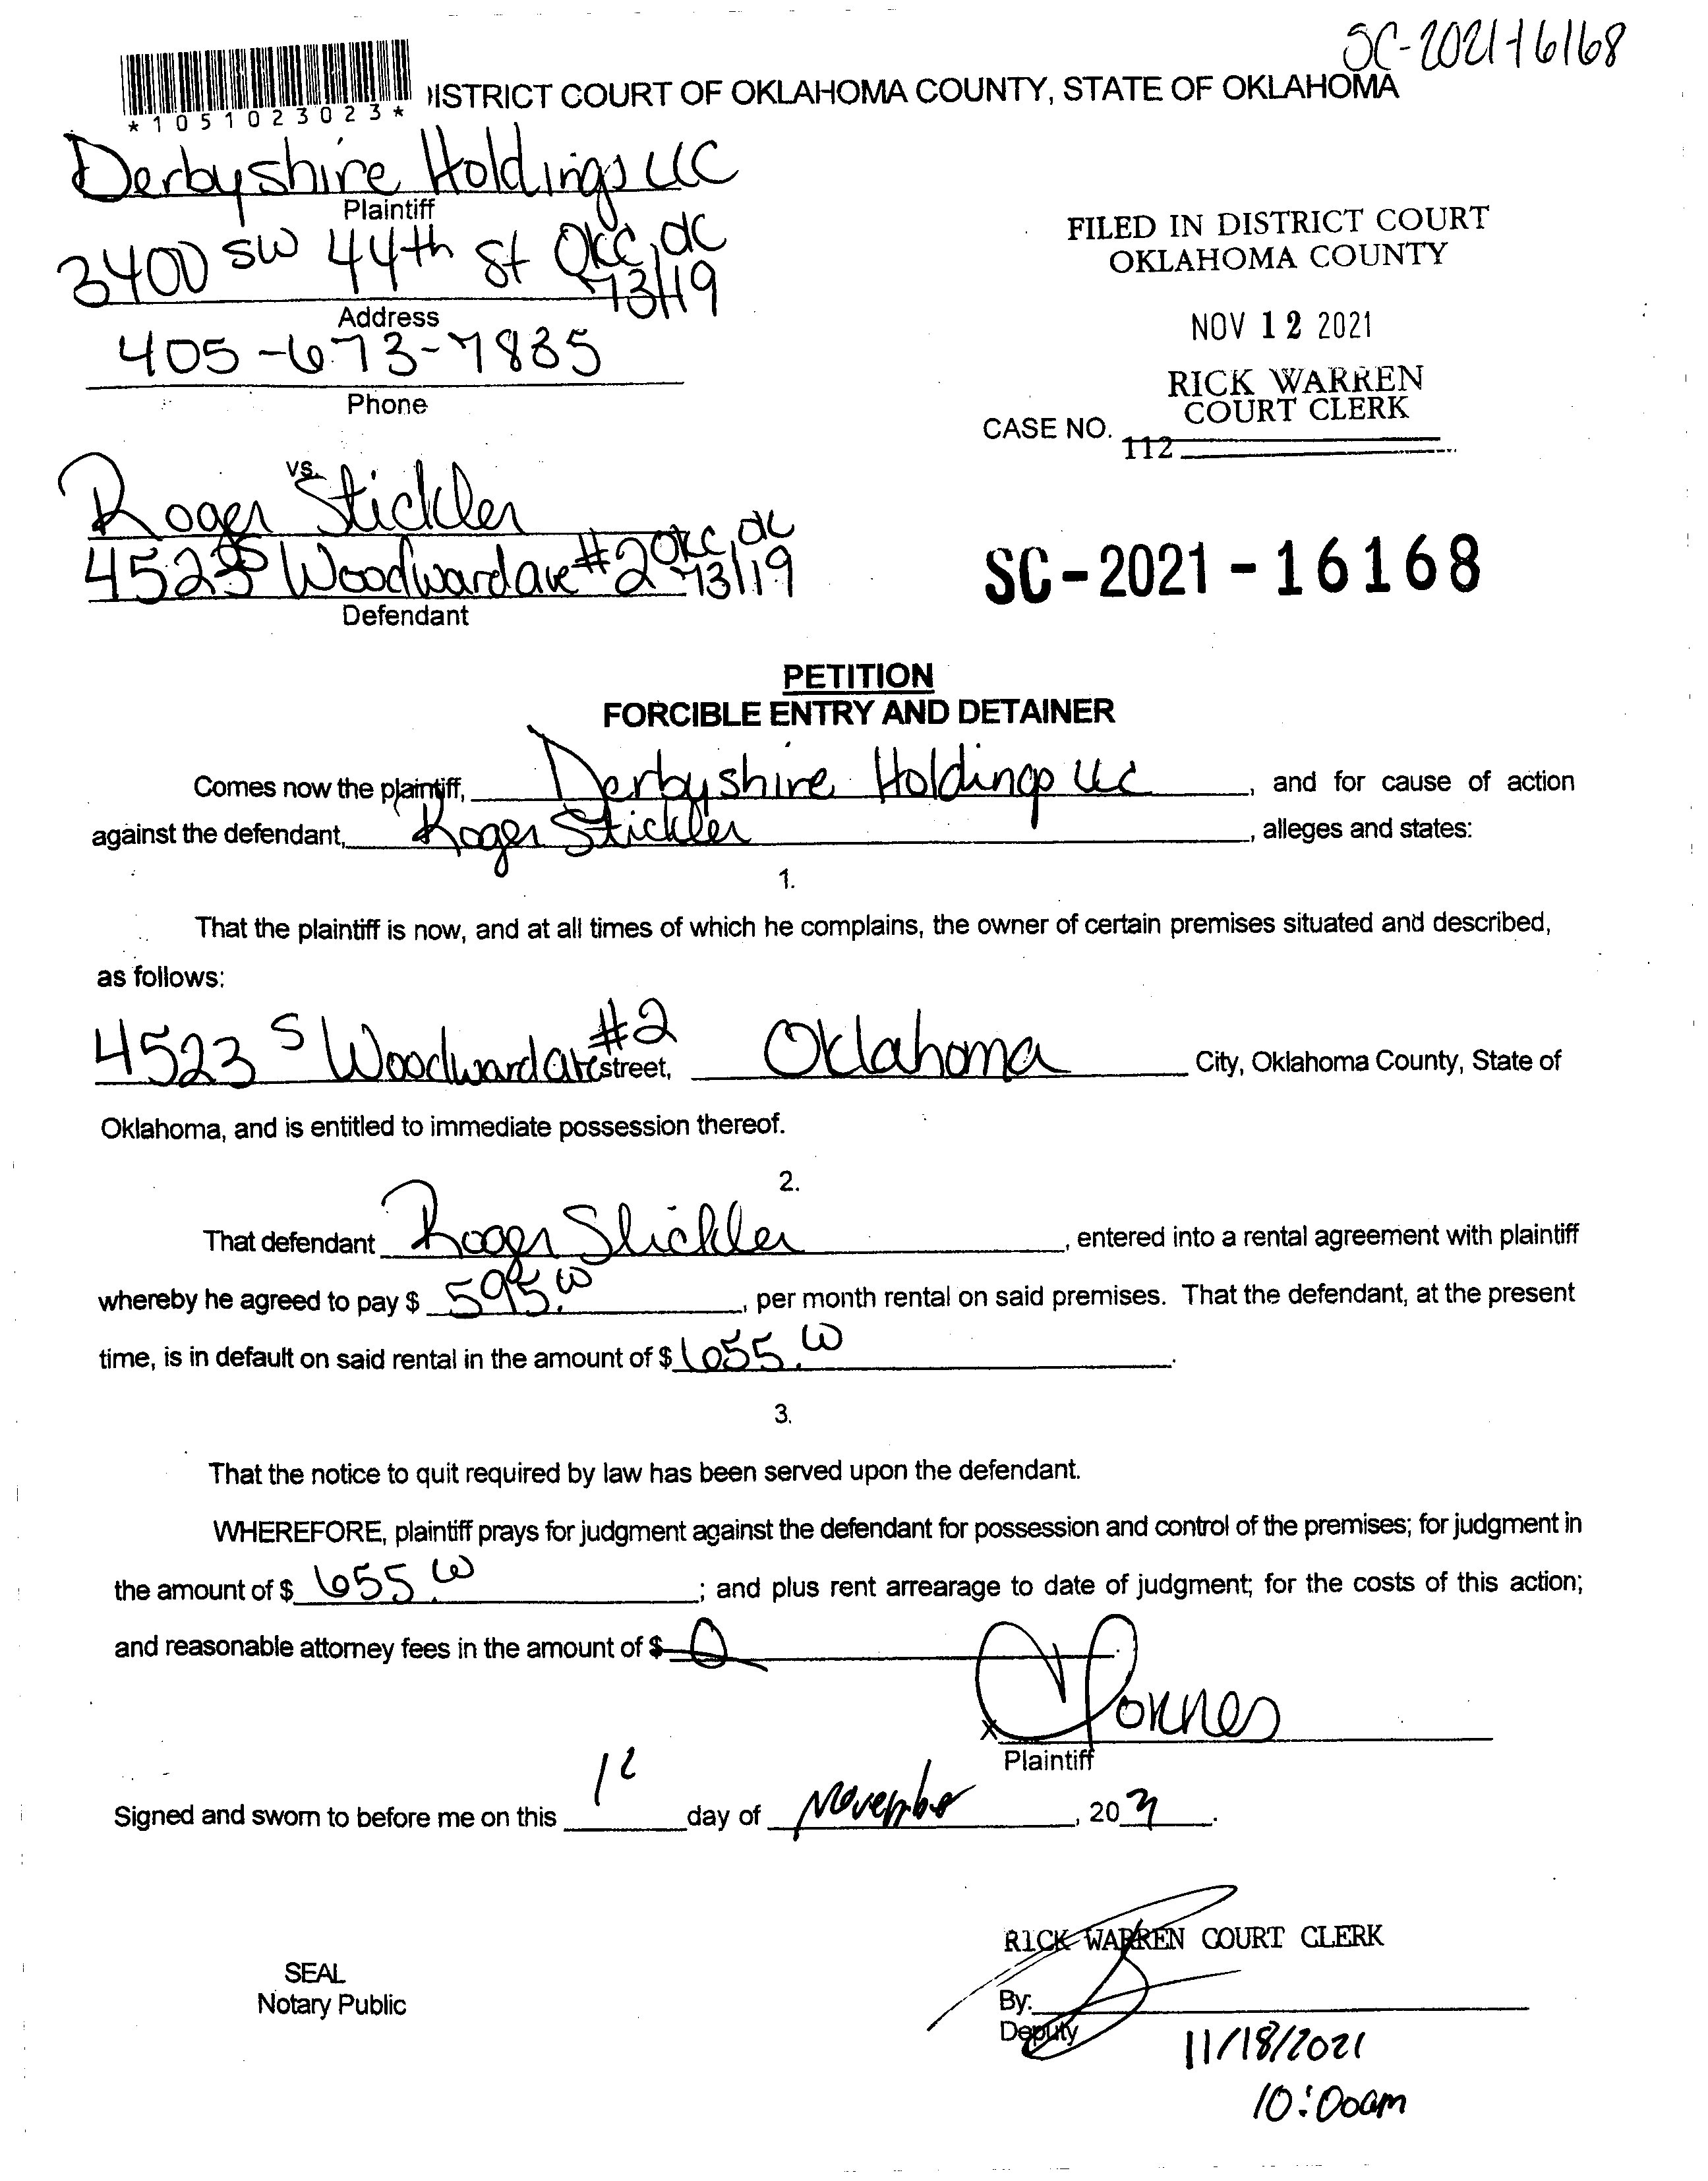 SC-2021-16168
*1051023023*
DISTRICT COURT OF OKLAHOMA COUNTY, STATE OF OKLAHOMA
Derbyshire Holdings LLC
Plaintiff
3400 SW 44th St OKC, OK
73119
Address
405-673-7835
Phone
FILED IN DISTRICT COURT
OKLAHOMA COUNTY
NOV 12 2021
RICK WARREN
COURT CLERK
CASE NO.
112
vs.
Roger Stickler
4523 S Woodward ave #2 OKC, OK
73119
Defendant
SC-2021-16168
PETITION
FORCIBLE ENTRY AND DETAINER
Comes now the plaintiff, Derbyshire Holdings LLC, and for cause of action
against the defendant, Roger Stickler, alleges and states:
1.
That the plaintiff is now, and at all times of which he complains, the owner of certain premises situated and described,
as follows:
4523 S Woodward ave #2 street, Oklahoma City, Oklahoma County, State of
Oklahoma, and is entitled to immediate possession thereof.
2.
That defendant Roger Stickler, entered into a rental agreement with plaintiff
whereby he agreed to pay $ 595.00, per month rental on said premises. That the defendant, at the present
time, is in default on said rental in the amount of $ 655.00.
3.
That the notice to quit required by law has been served upon the defendant.
WHEREFORE, plaintiff prays for judgment against the defendant for possession and control of the premises; for judgment in
the amount of $ 655.00; and plus rent arrearage to date of judgment; for the costs of this action;
and reasonable attorney fees in the amount of $ 0.
x
Plaintiff
Signed and sworn to before me on this 12 day of November, 2021.
RICK WARREN COURT CLERK
SEAL
Notary Public
By:
Deputy
11/18/2021
10:00am